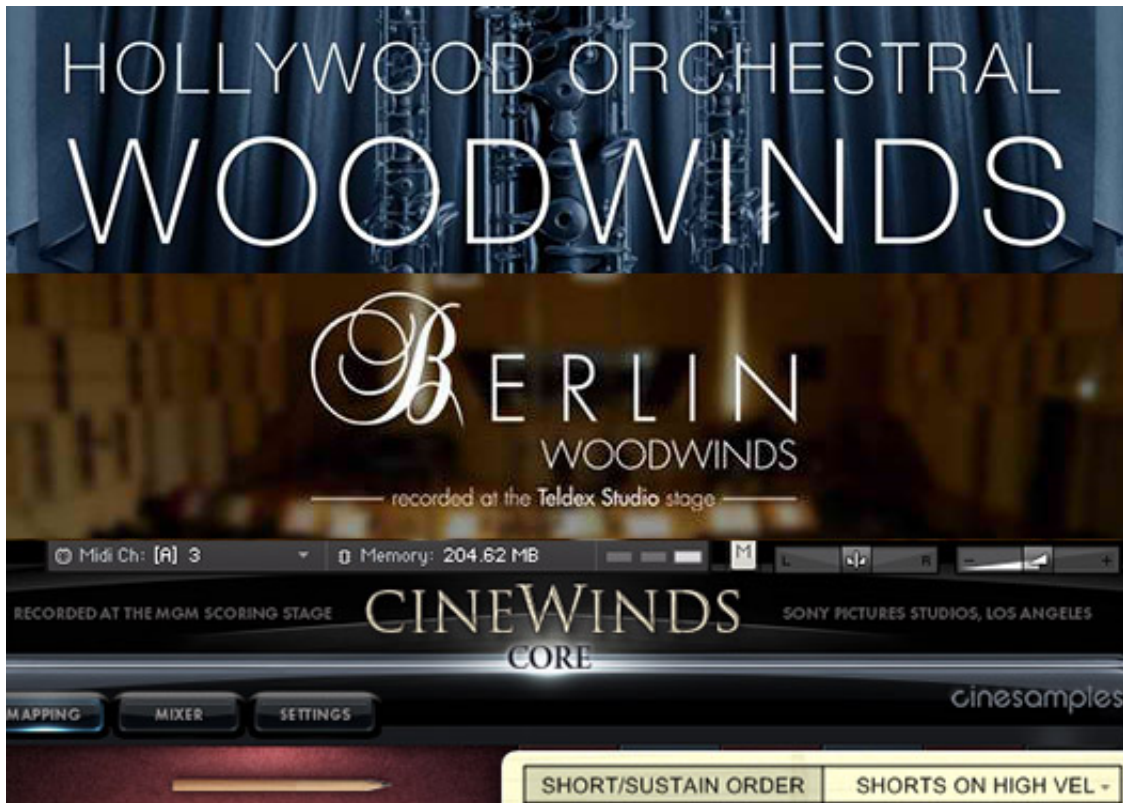 HOLLYWOOD ORCHESTRAL
WOODWINDS
BERLIN
WOODWINDS
recorded at the Teldex Studio stage
Midi Ch: [A] 3
Memory: 204.62 MB
M
L
R
- +
RECORDED AT THE MGM SCORING STAGE
CINEWINDS
SONY PICTURES STUDIOS, LOS ANGELES
CORE
cinesamples
MAPPING
MIXER
SETTINGS
SHORT/SUSTAIN ORDER
SHORTS ON HIGH VEL